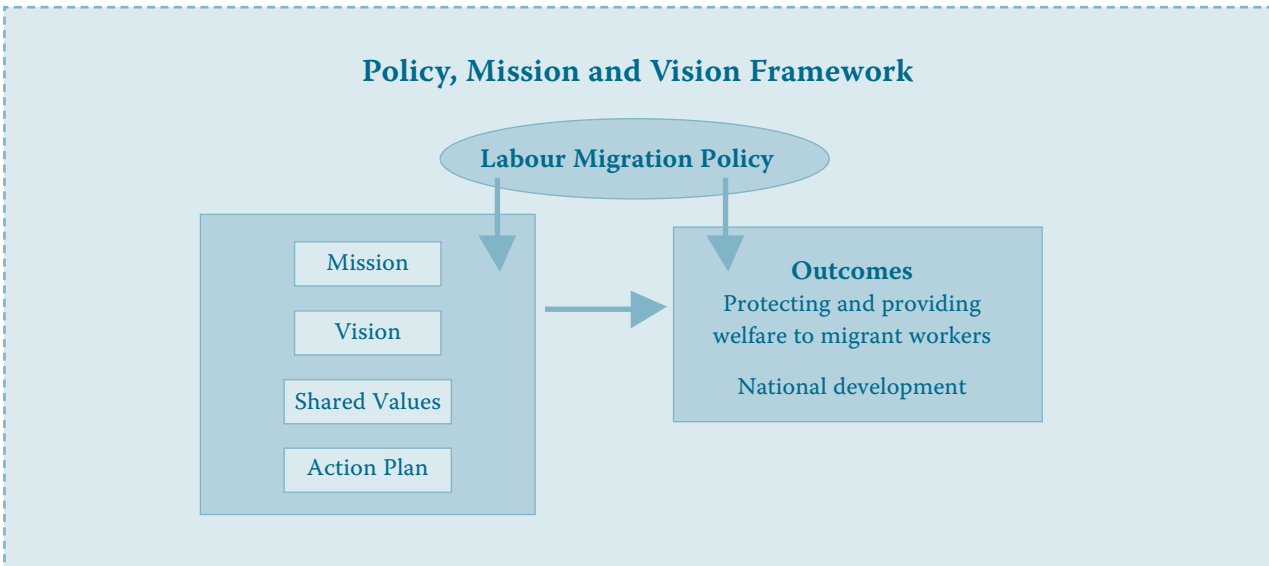 Policy, Mission and Vision Framework
Labour Migration Policy
Mission
Vision
Shared Values
Action Plan
Outcomes
Protecting and providing
welfare to migrant workers
National development